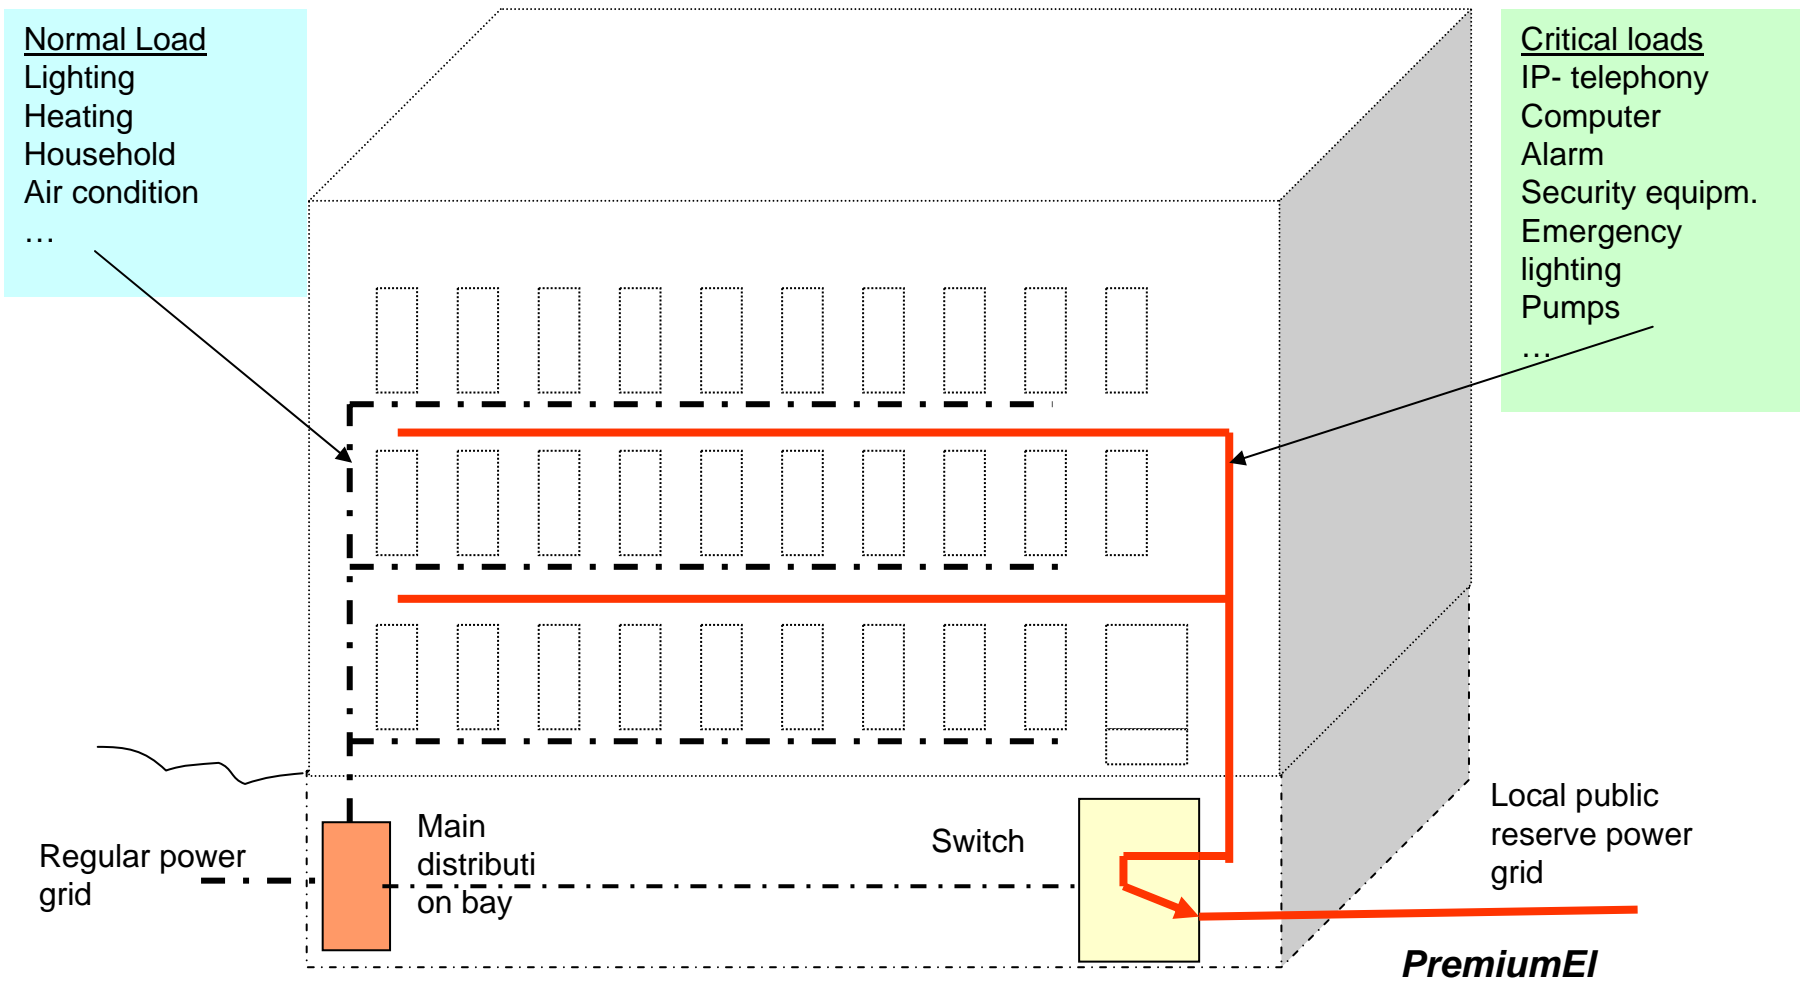 Normal Load
Lighting
Heating
Household
Air condition
…
Critical loads
IP- telephony
Computer
Alarm
Security equipm.
Emergency
lighting
Pumps
…
Regular power
grid
Main
distributi
on bay
Switch
Local public
reserve power
grid
PremiumEl